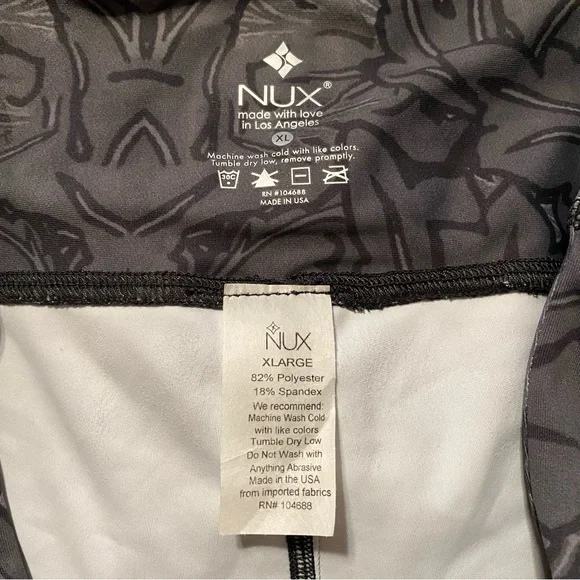 NUX®
made with love
in Los Angeles
XL
Machine wash cold with like colors.
Tumble dry low, remove promptly.
30C
RN #104688
MADE IN USA
NUX
XLARGE
82% Polyester
18% Spandex
We recommend:
Machine Wash Cold
with like colors
Tumble Dry Low
Do Not Wash with
Anything Abrasive
Made in the USA
from imported fabrics
RN# 104688